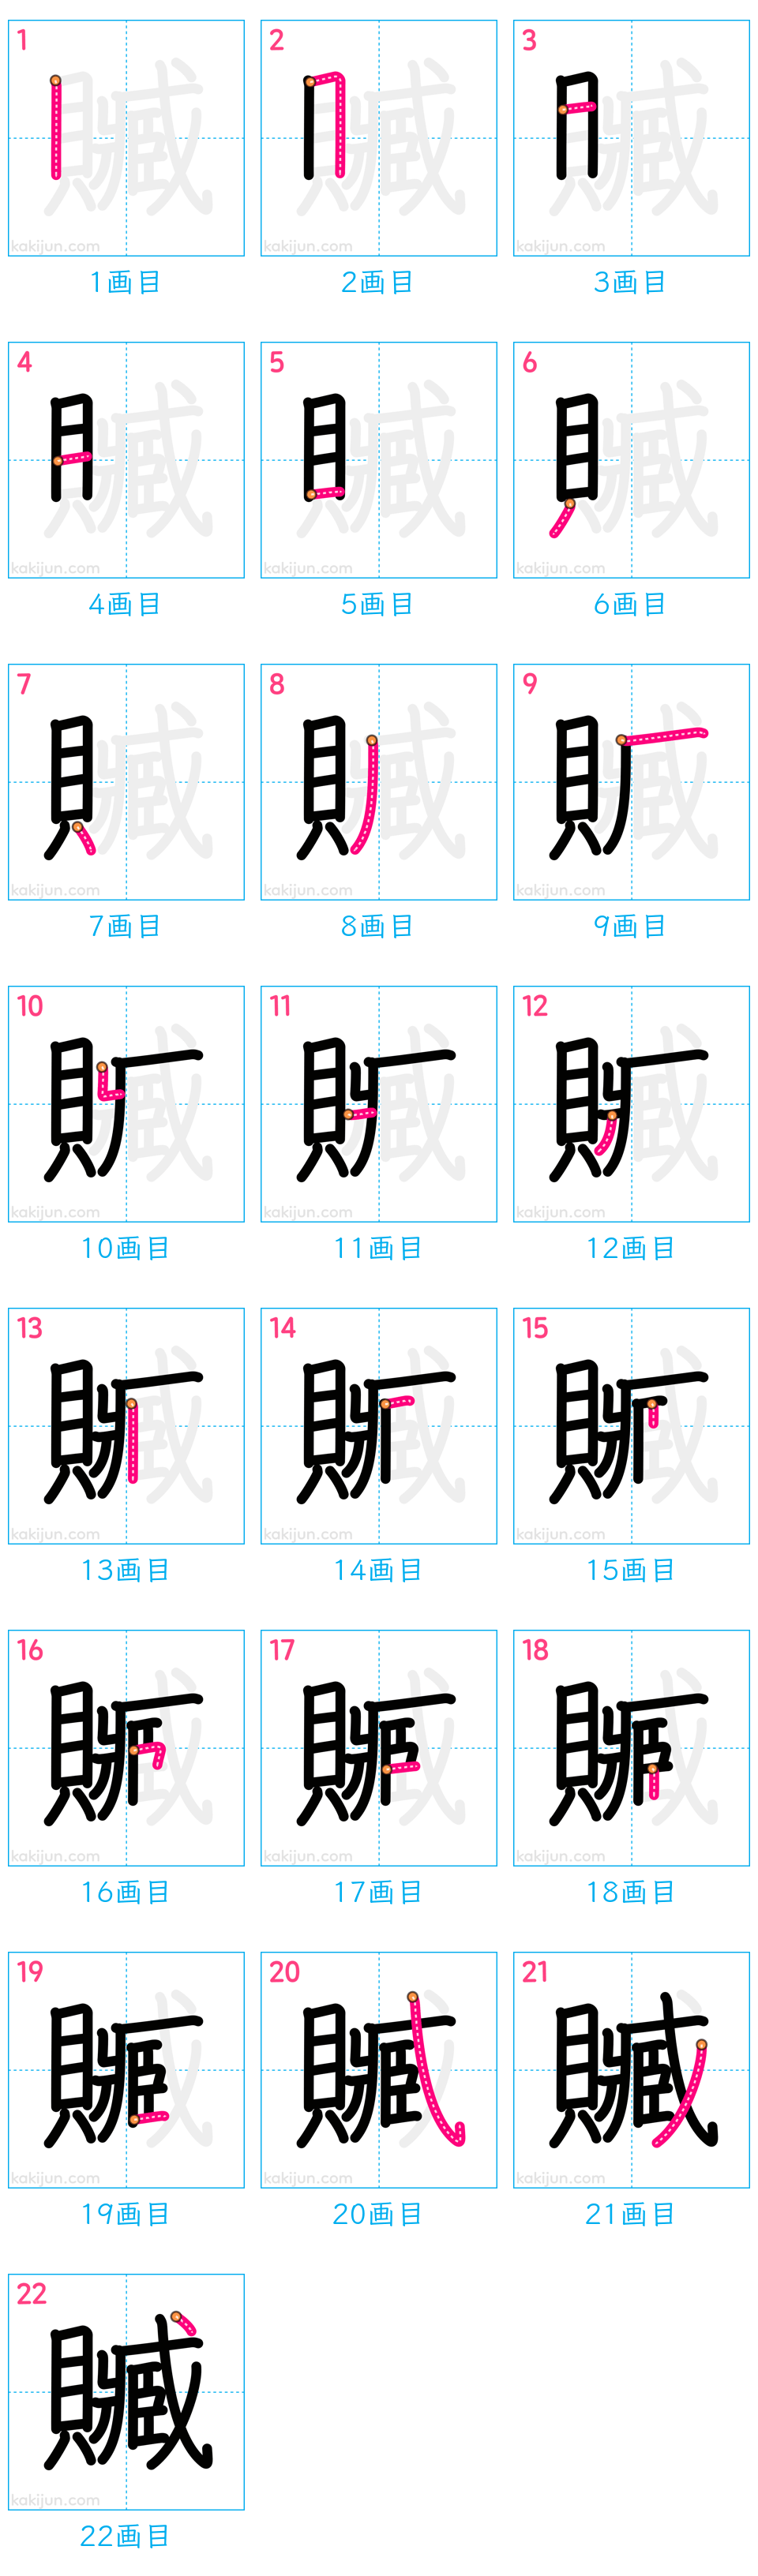 1 2 3
kakijun.com kakijun.com kakijun.com
1画目 2画目 3画目
4 5 6
kakijun.com kakijun.com kakijun.com
4画目 5画目 6画目
7 8 9
kakijun.com kakijun.com kakijun.com
7画目 8画目 9画目
10 11 12
kakijun.com kakijun.com kakijun.com
10画目 11画目 12画目
13 14 15
kakijun.com kakijun.com kakijun.com
13画目 14画目 15画目
16 17 18
kakijun.com kakijun.com kakijun.com
16画目 17画目 18画目
19 20 21
kakijun.com kakijun.com kakijun.com
19画目 20画目 21画目
22
贓
kakijun.com
22画目